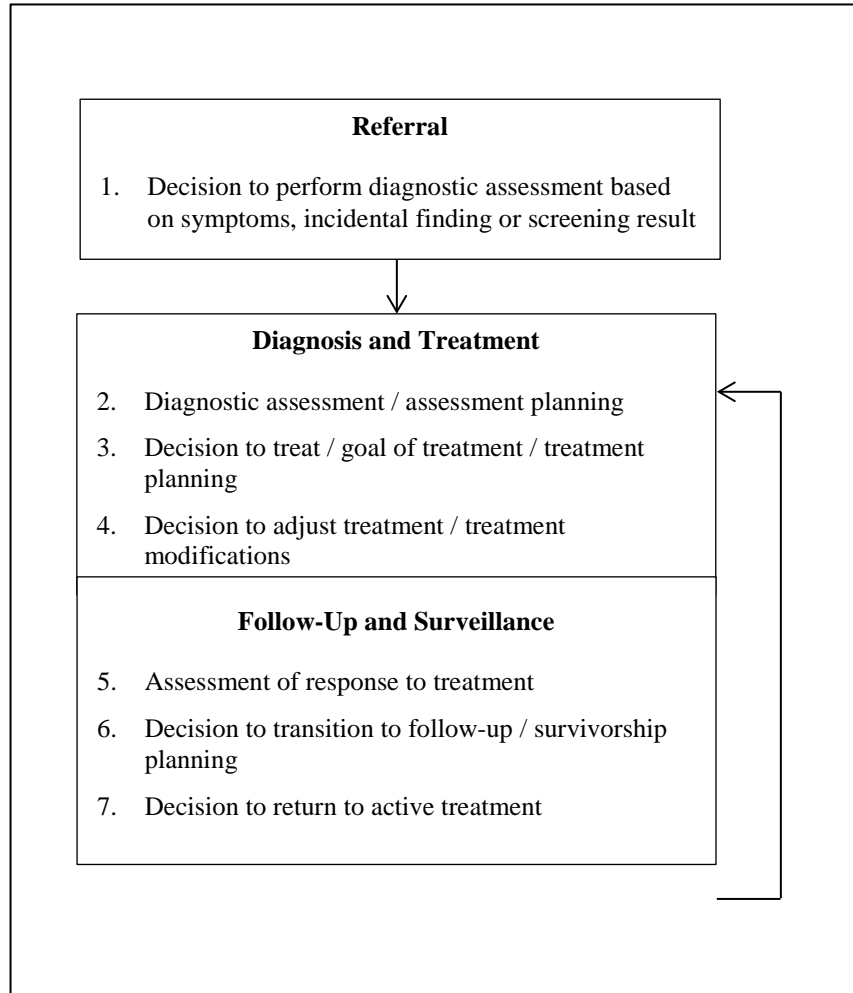 Referral
1. Decision to perform diagnostic assessment based
on symptoms, incidental finding or screening result
Diagnosis and Treatment
2. Diagnostic assessment / assessment planning
3. Decision to treat / goal of treatment / treatment
planning
4. Decision to adjust treatment / treatment
modifications
Follow-Up and Surveillance
5. Assessment of response to treatment
6. Decision to transition to follow-up / survivorship
planning
7. Decision to return to active treatment